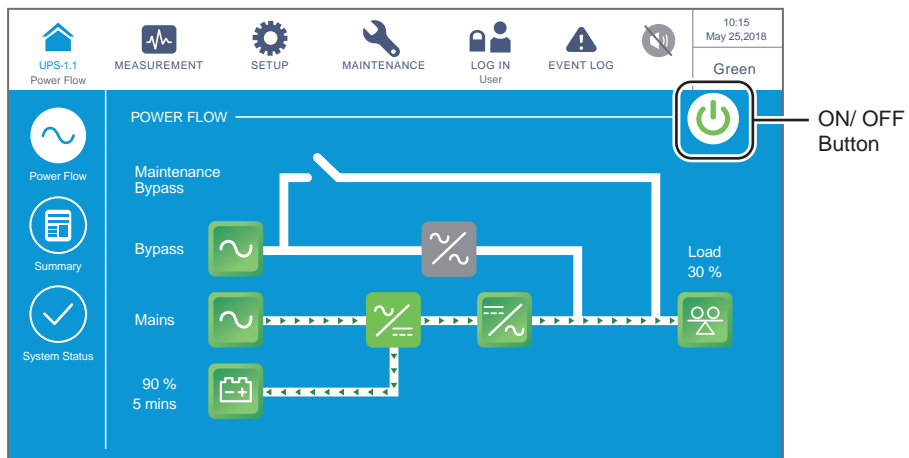 UPS-1.1
Power Flow
MEASUREMENT
SETUP
MAINTENANCE
LOG IN
User
EVENT LOG
10:15
May 25,2018
Green
POWER FLOW
ON/ OFF
Button
Power Flow
Summary
System Status
Maintenance
Bypass
Bypass
Load
30 %
Mains
90 %
5 mins